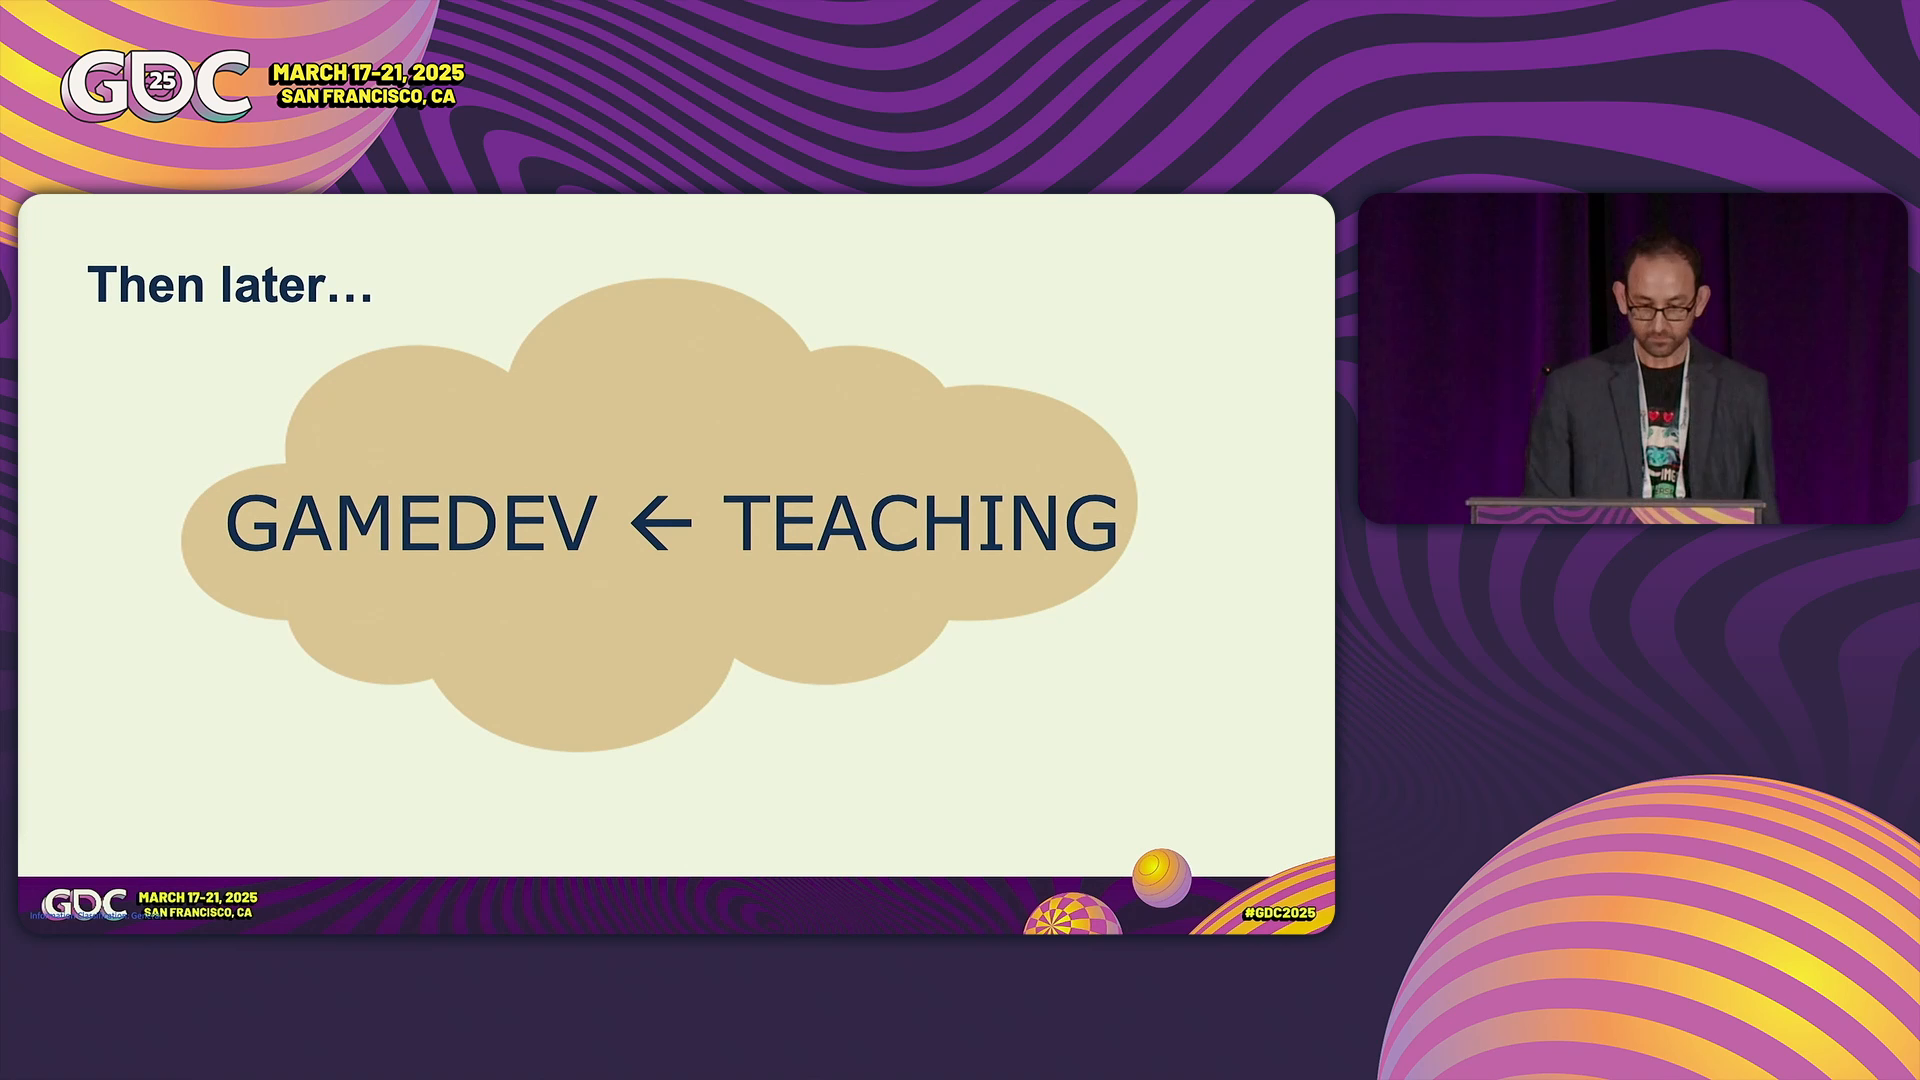 GDC 25
MARCH 17-21, 2025
SAN FRANCISCO, CA
Then later...
GAMEDEV ← TEACHING
GDC
MARCH 17-21, 2025
SAN FRANCISCO, CA
Information Classification: General
#GDC2025